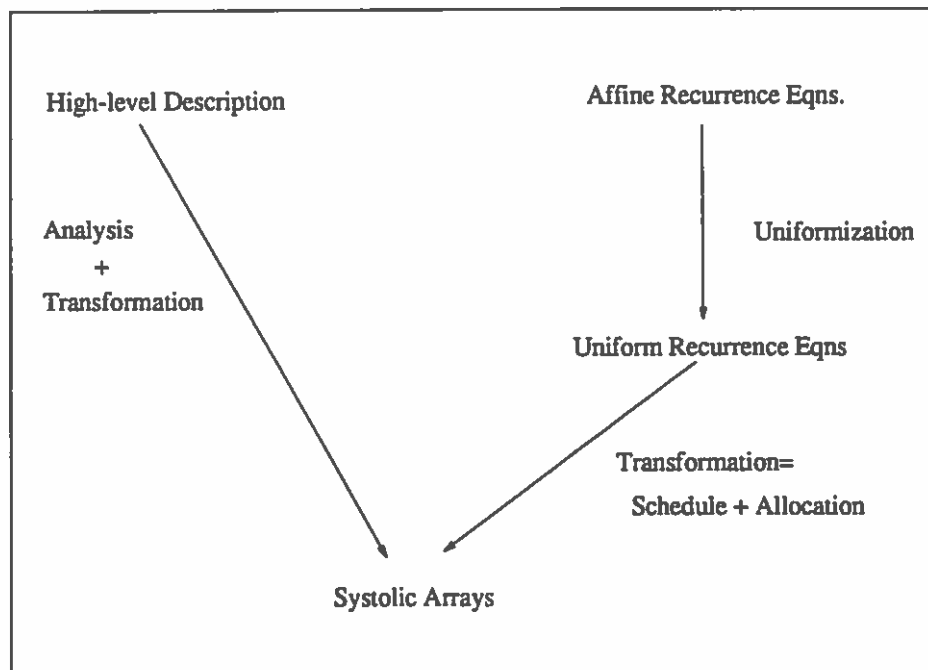 High-level Description
Affine Recurrence Eqns.
Analysis
+
Transformation
Uniformization
Uniform Recurrence Eqns
Transformation=
Schedule + Allocation
Systolic Arrays